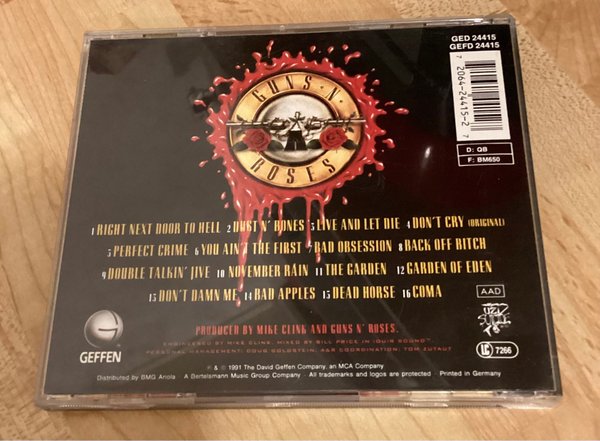 GED 24415
GEFD 24415
7 20642-44152 7
D: QB
F: BM650
GUNS N' ROSES
1 RIGHT NEXT DOOR TO HELL 2 DUST N' BONES 3 LIVE AND LET DIE 4 DON'T CRY (ORIGINAL)
5 PERFECT CRIME 6 YOU AIN'T THE FIRST 7 BAD OBSESSION 8 BACK OFF BITCH
9 DOUBLE TALKIN' JIVE 10 NOVEMBER RAIN 11 THE GARDEN 12 GARDEN OF EDEN
13 DON'T DAMN ME 14 BAD APPLES 15 DEAD HORSE 16 COMA
AAD
PRODUCED BY MIKE CLINK AND GUNS N' ROSES.
ENGINEERED BY MIKE CLINK. MIXED BY BILL PRICE
PERSONAL MANAGEMENT: DOUG GOLDSTEIN. A&R COORDINATION: TOM ZUTAUT
GEFFEN
LC 7266
℗ & © 1991 The David Geffen Company, an MCA Company
Distributed by BMG Ariola A Bertelsmann Music Group Company All trademarks and logos are protected Printed in Germany